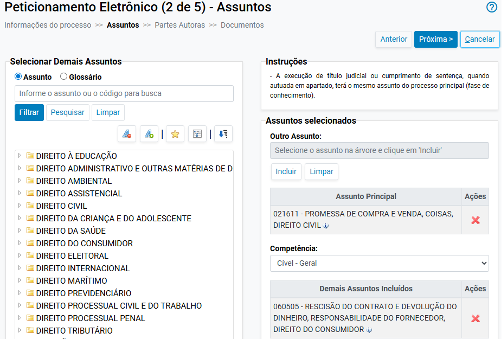 Peticionamento Eletrônico (2 de 5) - Assuntos
Informações do processo >> Assuntos >> Partes Autoras >> Documentos
Anterior Próxima > Cancelar
Selecionar Demais Assuntos
Assunto Glossário
Informe o assunto ou o código para busca
Filtrar Pesquisar Limpar
DIREITO À EDUCAÇÃO
DIREITO ADMINISTRATIVO E OUTRAS MATÉRIAS DE D
DIREITO AMBIENTAL
DIREITO ASSISTENCIAL
DIREITO CIVIL
DIREITO DA CRIANÇA E DO ADOLESCENTE
DIREITO DA SAÚDE
DIREITO DO CONSUMIDOR
DIREITO ELEITORAL
DIREITO INTERNACIONAL
DIREITO MARÍTIMO
DIREITO PREVIDENCIÁRIO
DIREITO PROCESSUAL CIVIL E DO TRABALHO
DIREITO PROCESSUAL PENAL
DIREITO TRIBUTÁRIO
Instruções
- A execução de título judicial ou cumprimento de sentença, quando
autuada em apartado, terá o mesmo assunto do processo principal (fase de
conhecimento).
Assuntos selecionados
Outro Assunto:
Selecione o assunto na árvore e clique em 'Incluir'
Incluir Limpar
Assunto Principal Ações
021611 - PROMESSA DE COMPRA E VENDA, COISAS,
DIREITO CIVIL
Competência:
Cível - Geral
Demais Assuntos Incluídos Ações
060505 - RESCISÃO DO CONTRATO E DEVOLUÇÃO DO
DINHEIRO, RESPONSABILIDADE DO FORNECEDOR,
DIREITO DO CONSUMIDOR